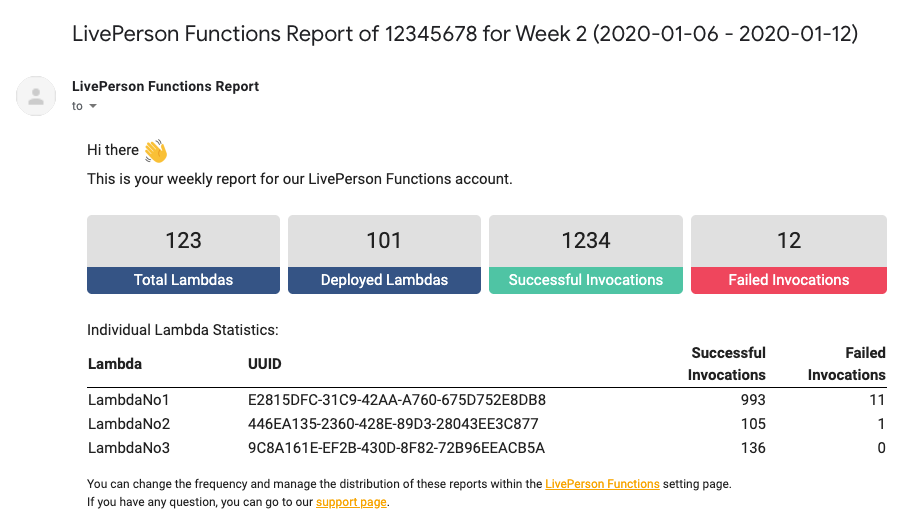 LivePerson Functions Report of 12345678 for Week 2 (2020-01-06 - 2020-01-12)
LivePerson Functions Report
to
Hi there 👋
This is your weekly report for our LivePerson Functions account.
123 101 1234 12
Total Lambdas Deployed Lambdas Successful Invocations Failed Invocations
Individual Lambda Statistics:
Lambda UUID Successful Invocations Failed Invocations
LambdaNo1 E2815DFC-31C9-42AA-A760-675D752E8DB8 993 11
LambdaNo2 446EA135-2360-428E-89D3-28043EE3C877 105 1
LambdaNo3 9C8A161E-EF2B-430D-8F82-72B96EEACB5A 136 0
You can change the frequency and manage the distribution of these reports within the LivePerson Functions setting page.
If you have any question, you can go to our support page.